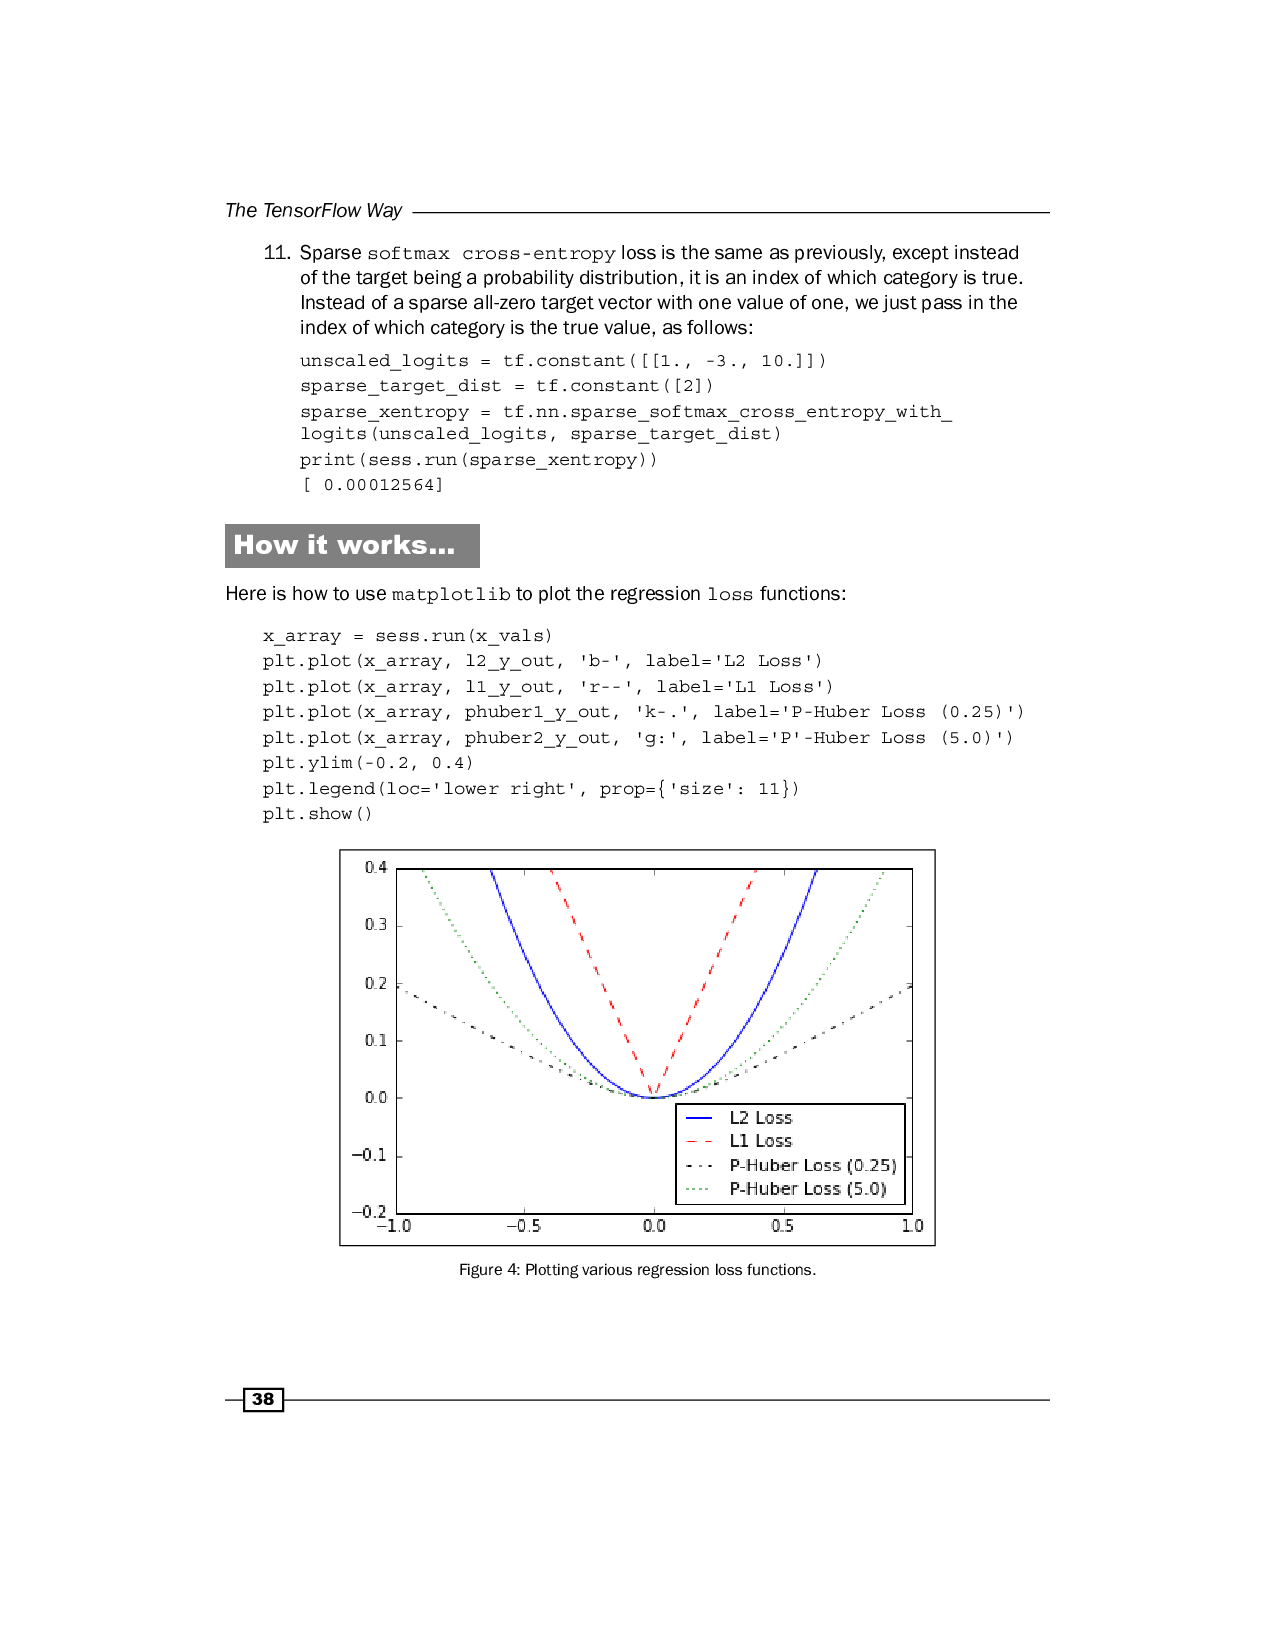 The TensorFlow Way
11. Sparse softmax cross-entropy loss is the same as previously, except instead
of the target being a probability distribution, it is an index of which category is true.
Instead of a sparse all-zero target vector with one value of one, we just pass in the
index of which category is the true value, as follows:
unscaled_logits = tf.constant([[1., -3., 10.]])
sparse_target_dist = tf.constant([2])
sparse_xentropy = tf.nn.sparse_softmax_cross_entropy_with_
logits(unscaled_logits, sparse_target_dist)
print(sess.run(sparse_xentropy))
[ 0.00012564]
How it works…
Here is how to use matplotlib to plot the regression loss functions:
x_array = sess.run(x_vals)
plt.plot(x_array, l2_y_out, 'b-', label='L2 Loss')
plt.plot(x_array, l1_y_out, 'r--', label='L1 Loss')
plt.plot(x_array, phuber1_y_out, 'k-.', label='P-Huber Loss (0.25)')
plt.plot(x_array, phuber2_y_out, 'g:', label='P'-Huber Loss (5.0)')
plt.ylim(-0.2, 0.4)
plt.legend(loc='lower right', prop={'size': 11})
plt.show()
0.4
0.3
0.2
0.1
0.0
−0.1
−0.2
L2 Loss
L1 Loss
P-Huber Loss (0.25)
P-Huber Loss (5.0)
−1.0 −0.5 0.0 0.5 1.0
Figure 4: Plotting various regression loss functions.
38